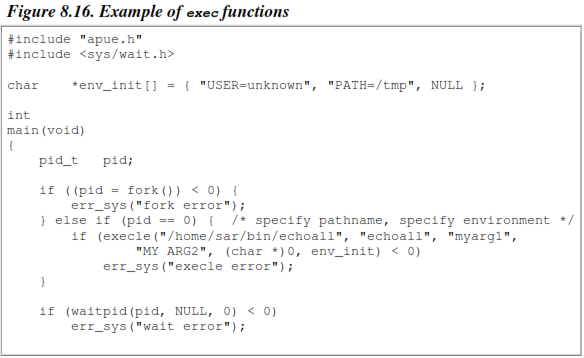 Figure 8.16. Example of exec functions
#include "apue.h"
#include <sys/wait.h>
char    *env_init[] = { "USER=unknown", "PATH=/tmp", NULL };
int
main(void)
{
    pid_t   pid;
    if ((pid = fork()) < 0) {
        err_sys("fork error");
    } else if (pid == 0) {  /* specify pathname, specify environment */
        if (execle("/home/sar/bin/echoall", "echoall", "myarg1",
                "MY ARG2", (char *)0, env_init) < 0)
            err_sys("execle error");
    }
    if (waitpid(pid, NULL, 0) < 0)
        err_sys("wait error");